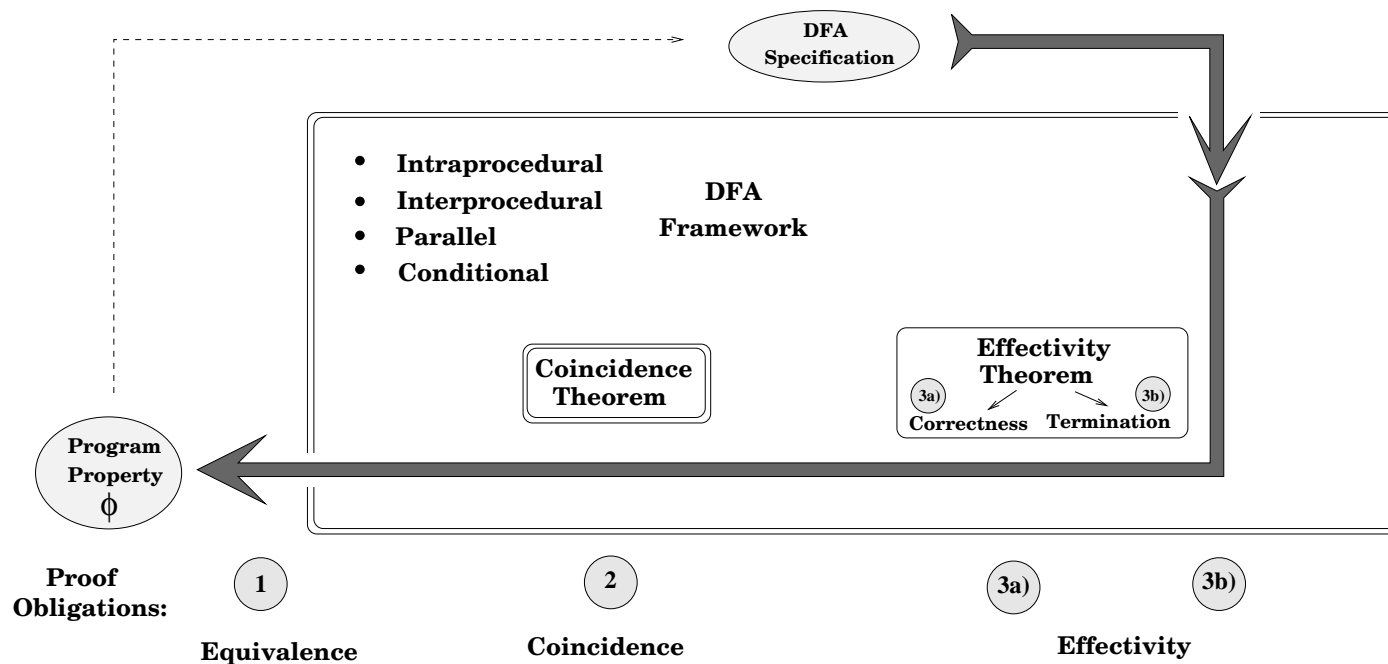 DFA
Specification
• Intraprocedural
• Interprocedural
• Parallel
• Conditional
DFA
Framework
Coincidence
Theorem
Effectivity
Theorem
3a)
3b)
Correctness
Termination
Program
Property
ϕ
Proof
Obligations:
1
2
3a)
3b)
Equivalence
Coincidence
Effectivity